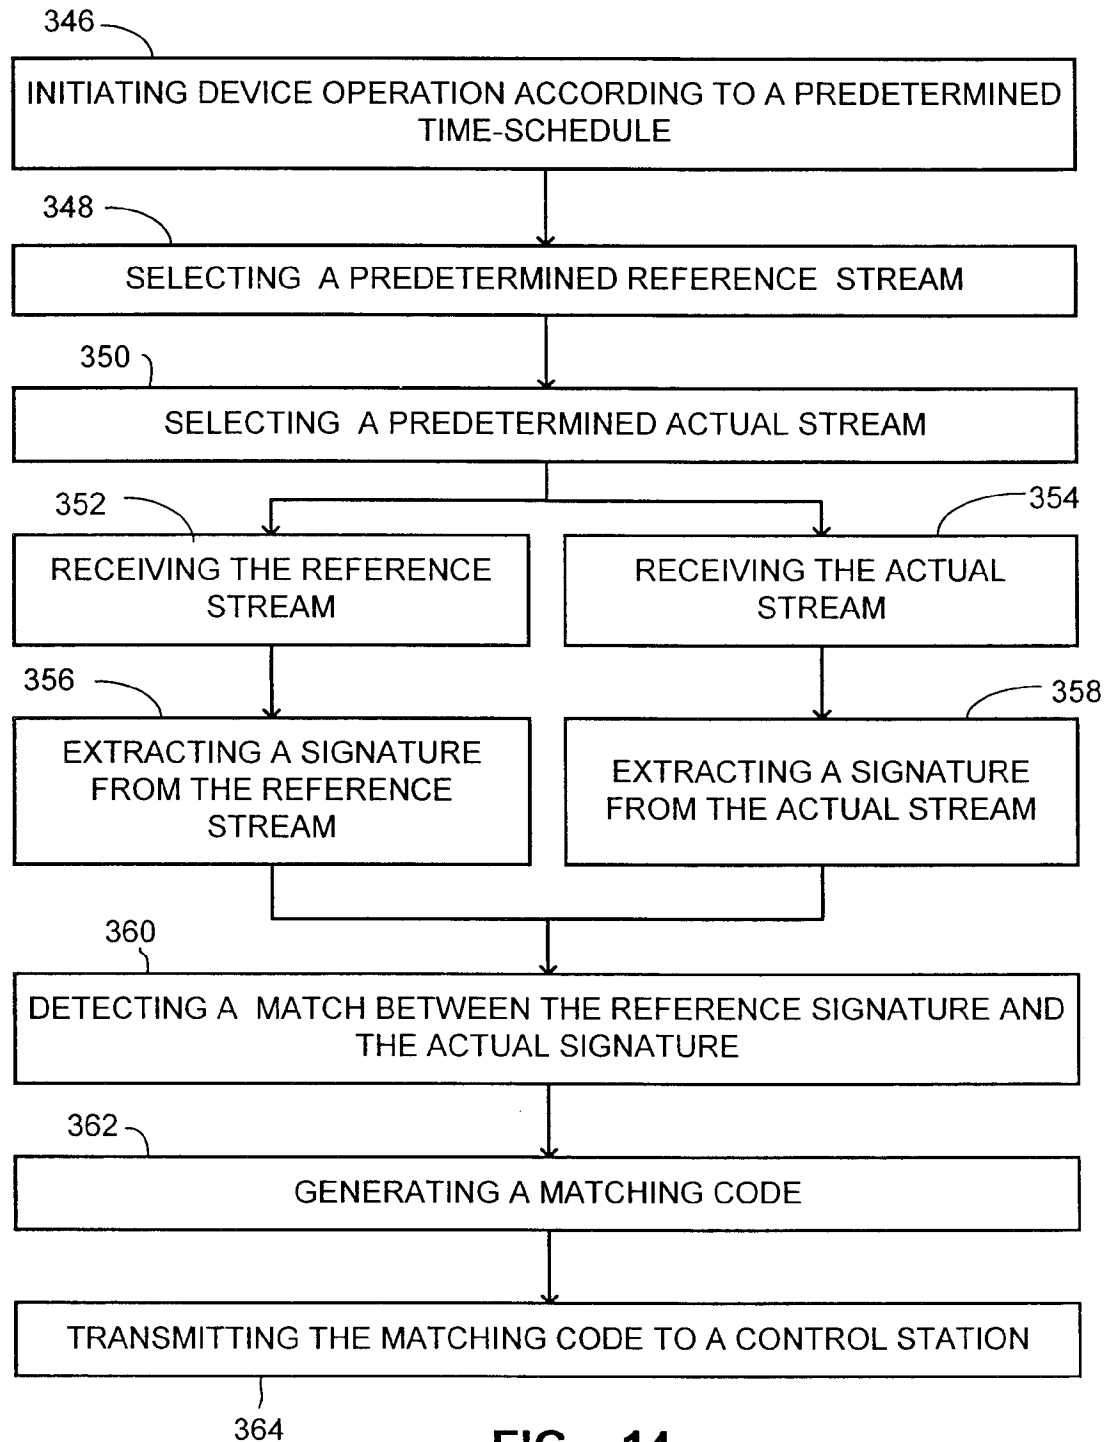 346
INITIATING DEVICE OPERATION ACCORDING TO A PREDETERMINED
TIME-SCHEDULE
348
SELECTING A PREDETERMINED REFERENCE STREAM
350
SELECTING A PREDETERMINED ACTUAL STREAM
352
354
RECEIVING THE REFERENCE
STREAM
RECEIVING THE ACTUAL
STREAM
356
358
EXTRACTING A SIGNATURE
FROM THE REFERENCE
STREAM
EXTRACTING A SIGNATURE
FROM THE ACTUAL STREAM
360
DETECTING A MATCH BETWEEN THE REFERENCE SIGNATURE AND
THE ACTUAL SIGNATURE
362
GENERATING A MATCHING CODE
TRANSMITTING THE MATCHING CODE TO A CONTROL STATION
364
FIG. 14